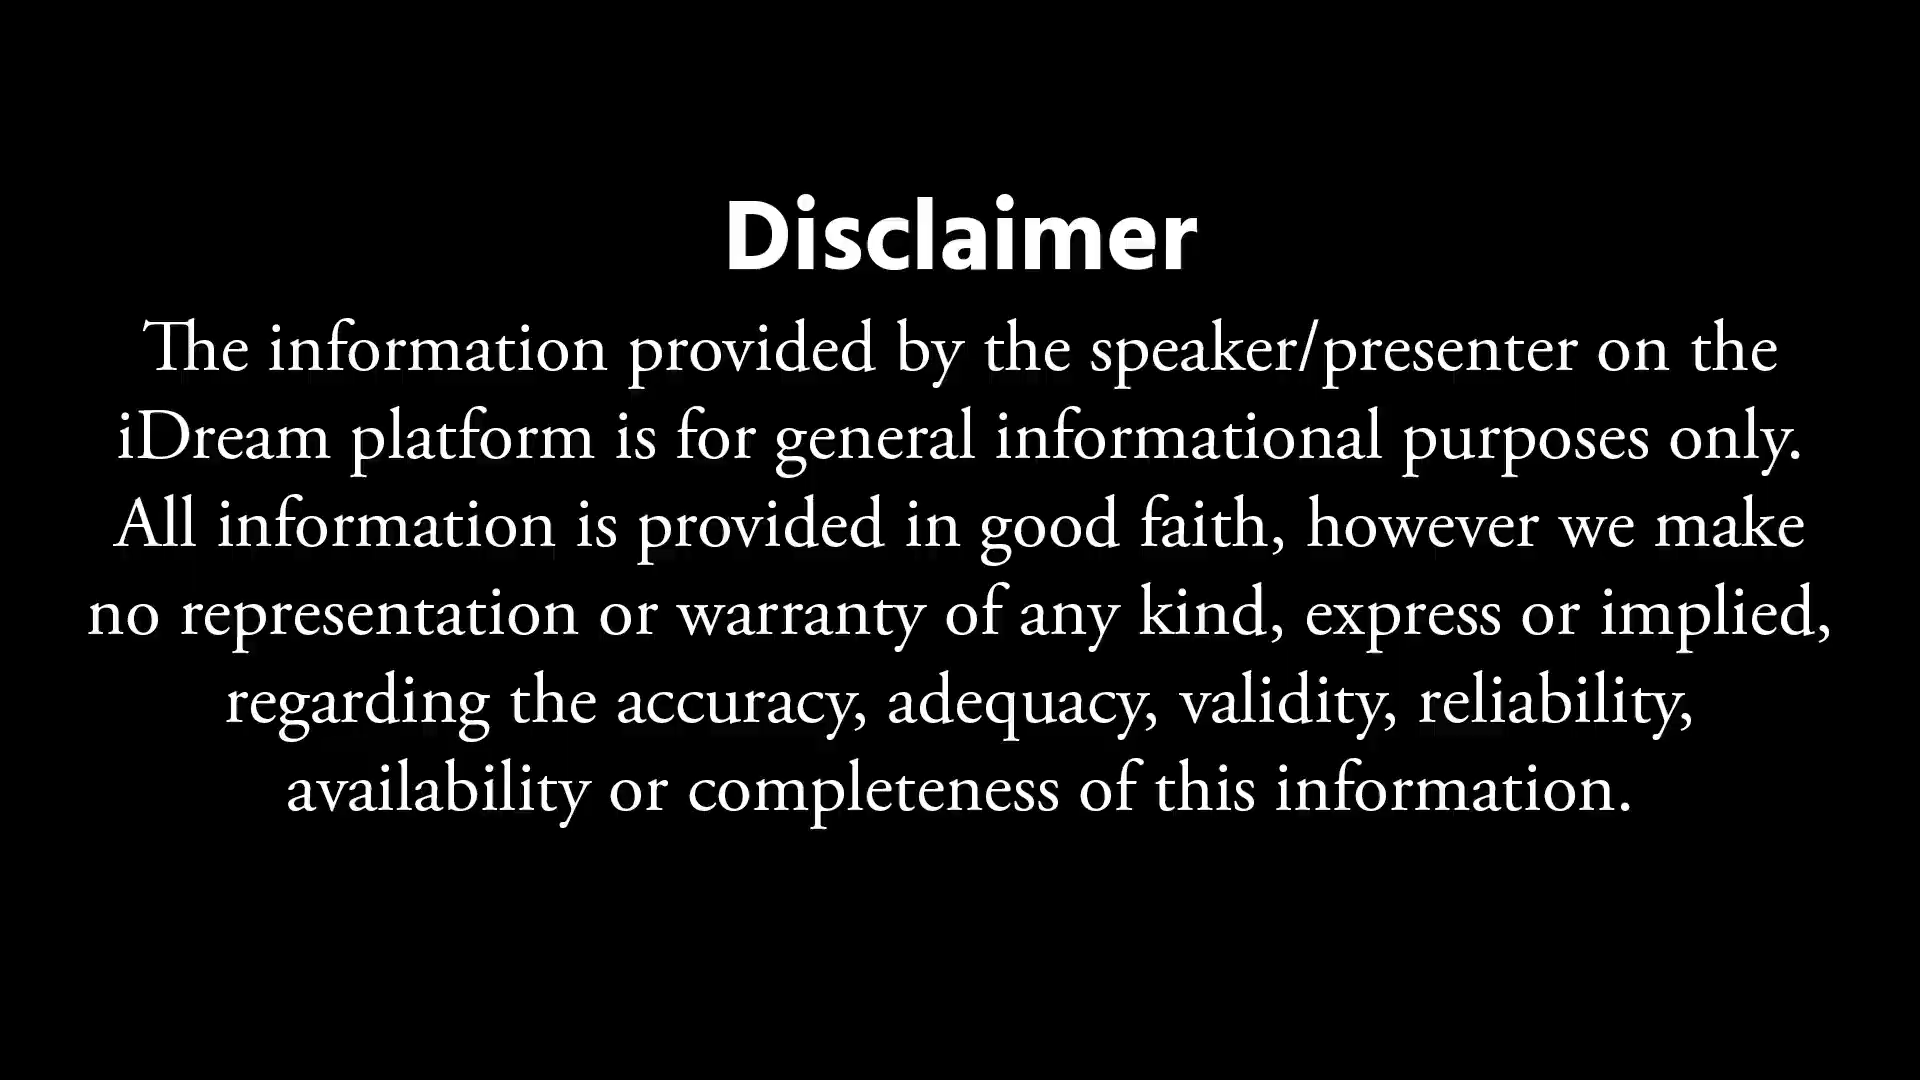 Disclaimer
The information provided by the speaker/presenter on the
iDream platform is for general informational purposes only.
All information is provided in good faith, however we make
no representation or warranty of any kind, express or implied,
regarding the accuracy, adequacy, validity, reliability,
availability or completeness of this information.